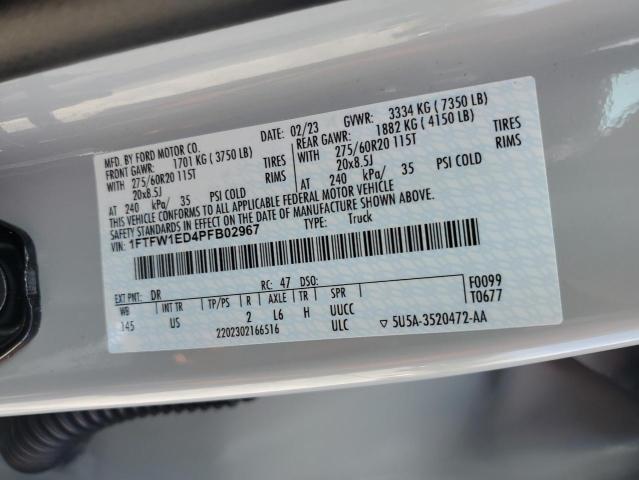 MFD. BY FORD MOTOR CO. DATE: 02/23 GVWR: 3334 KG ( 7350 LB)
FRONT GAWR: 1701 KG ( 3750 LB) REAR GAWR: 1882 KG ( 4150 LB)
WITH 275/60R20 115T TIRES WITH 275/60R20 115T TIRES
20x8.5J RIMS 20x8.5J RIMS
AT 240 kPa/ 35 PSI COLD AT 240 kPa/ 35 PSI COLD
THIS VEHICLE CONFORMS TO ALL APPLICABLE FEDERAL MOTOR VEHICLE
SAFETY STANDARDS IN EFFECT ON THE DATE OF MANUFACTURE SHOWN ABOVE.
1FTFW1ED4PFB02967 TYPE: Truck
EXT PNT: DR RC: 47 DSO: F0099
WB INT TR TP/PS R AXLE TR SPR T0677
145 US 2 L6 H UUCC
2202302166516 ULC ▽ 5U5A-3520472-AA